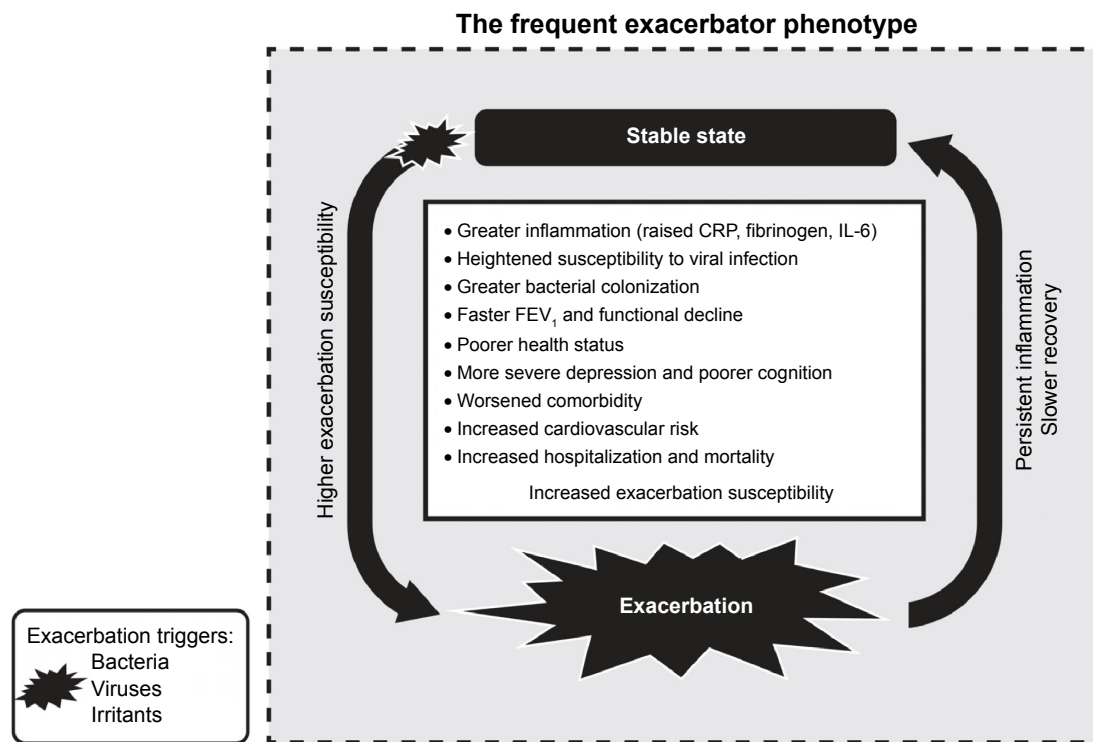 The frequent exacerbator phenotype
Stable state
Higher exacerbation susceptibility
• Greater inflammation (raised CRP, fibrinogen, IL-6)
• Heightened susceptibility to viral infection
• Greater bacterial colonization
• Faster FEV₁ and functional decline
• Poorer health status
• More severe depression and poorer cognition
• Worsened comorbidity
• Increased cardiovascular risk
• Increased hospitalization and mortality
Increased exacerbation susceptibility
Persistent inflammation
Slower recovery
Exacerbation
Exacerbation triggers:
Bacteria
Viruses
Irritants